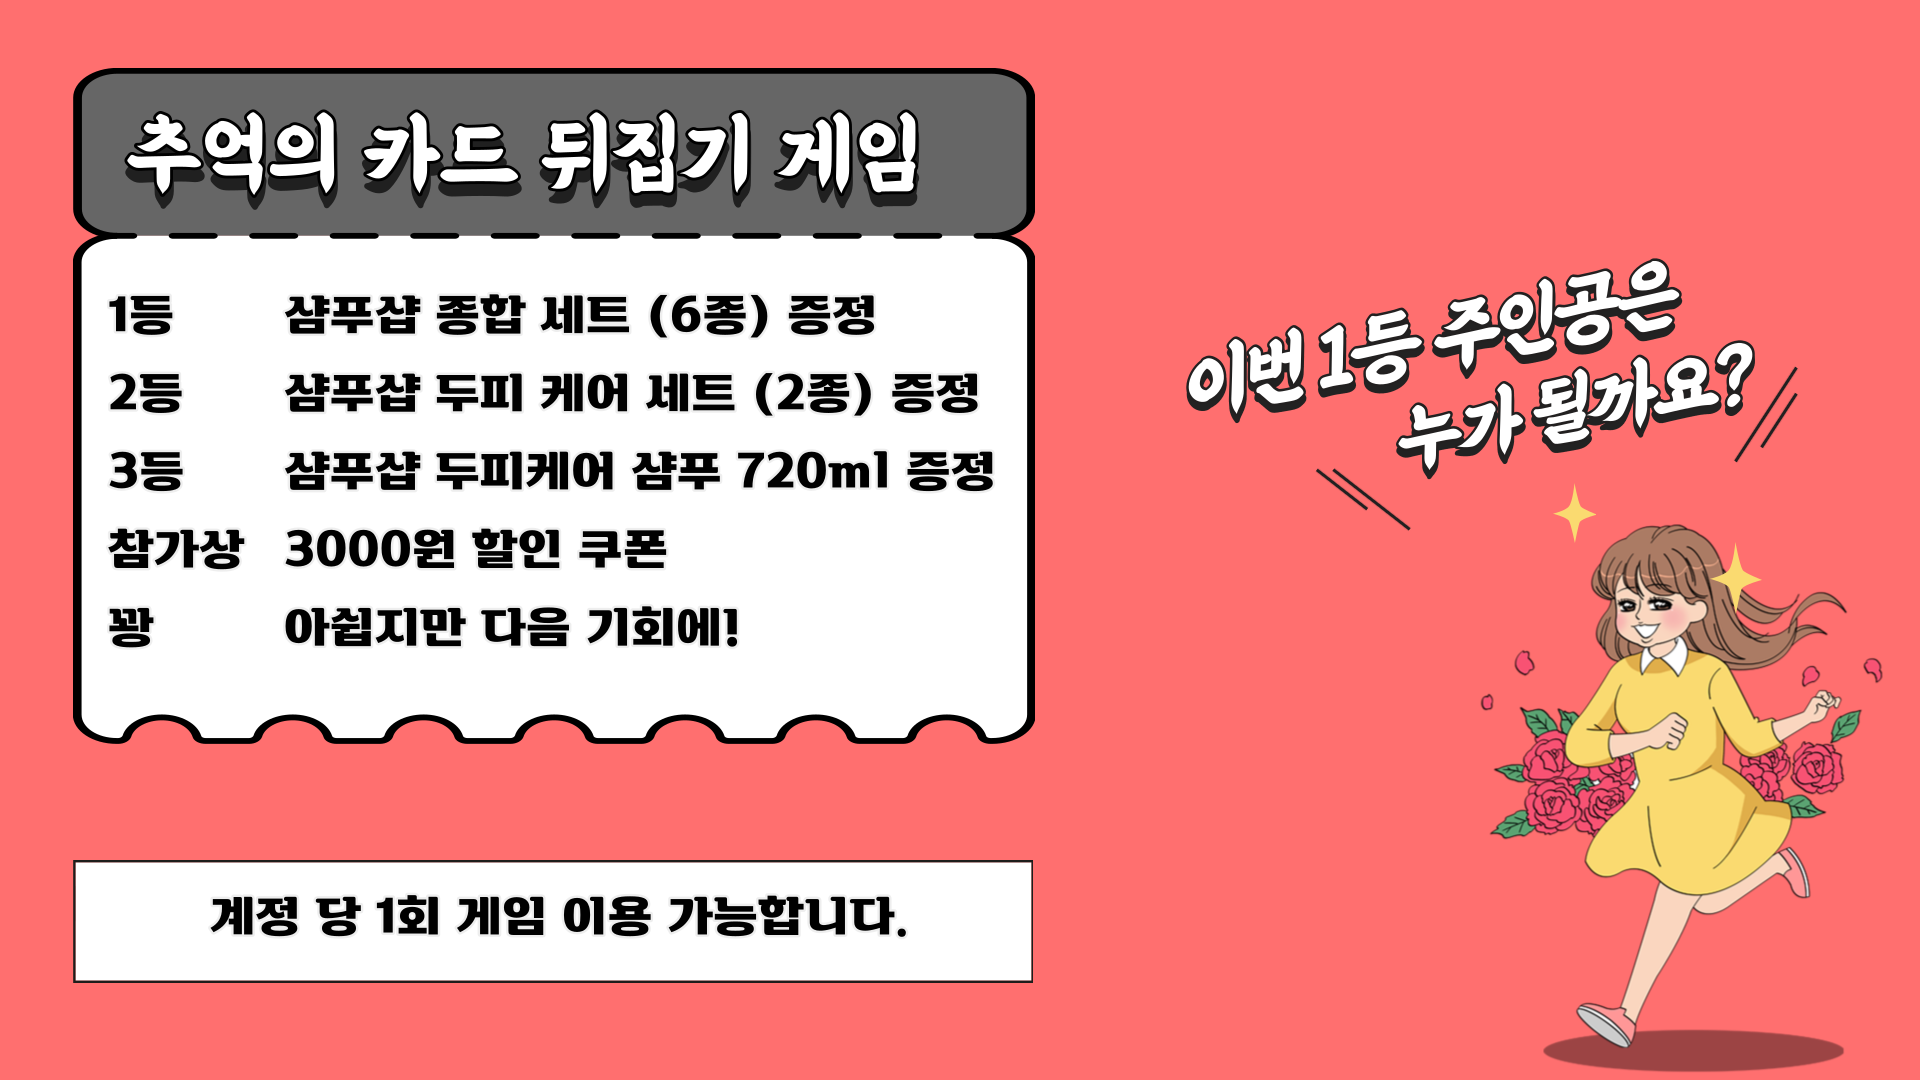 추억의 카드 뒤집기 게임
1등 샴푸샵 종합 세트 (6종) 증정
2등 샴푸샵 두피 케어 세트 (2종) 증정
3등 샴푸샵 두피케어 샴푸 720ml 증정
참가상 3000원 할인 쿠폰
꽝 아쉽지만 다음 기회에!
계정 당 1회 게임 이용 가능합니다.
이번 1등 주인공은
누가 될까요?